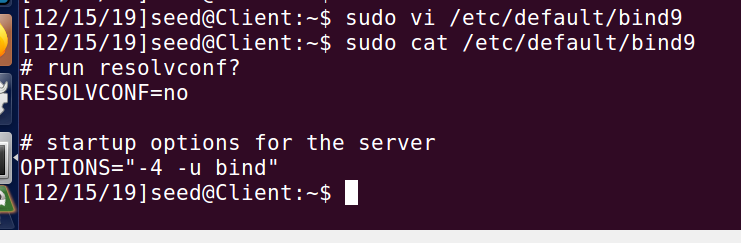 [12/15/19]seed@Client:~$ sudo vi /etc/default/bind9
[12/15/19]seed@Client:~$ sudo cat /etc/default/bind9
# run resolvconf?
RESOLVCONF=no
# startup options for the server
OPTIONS="-4 -u bind"
[12/15/19]seed@Client:~$